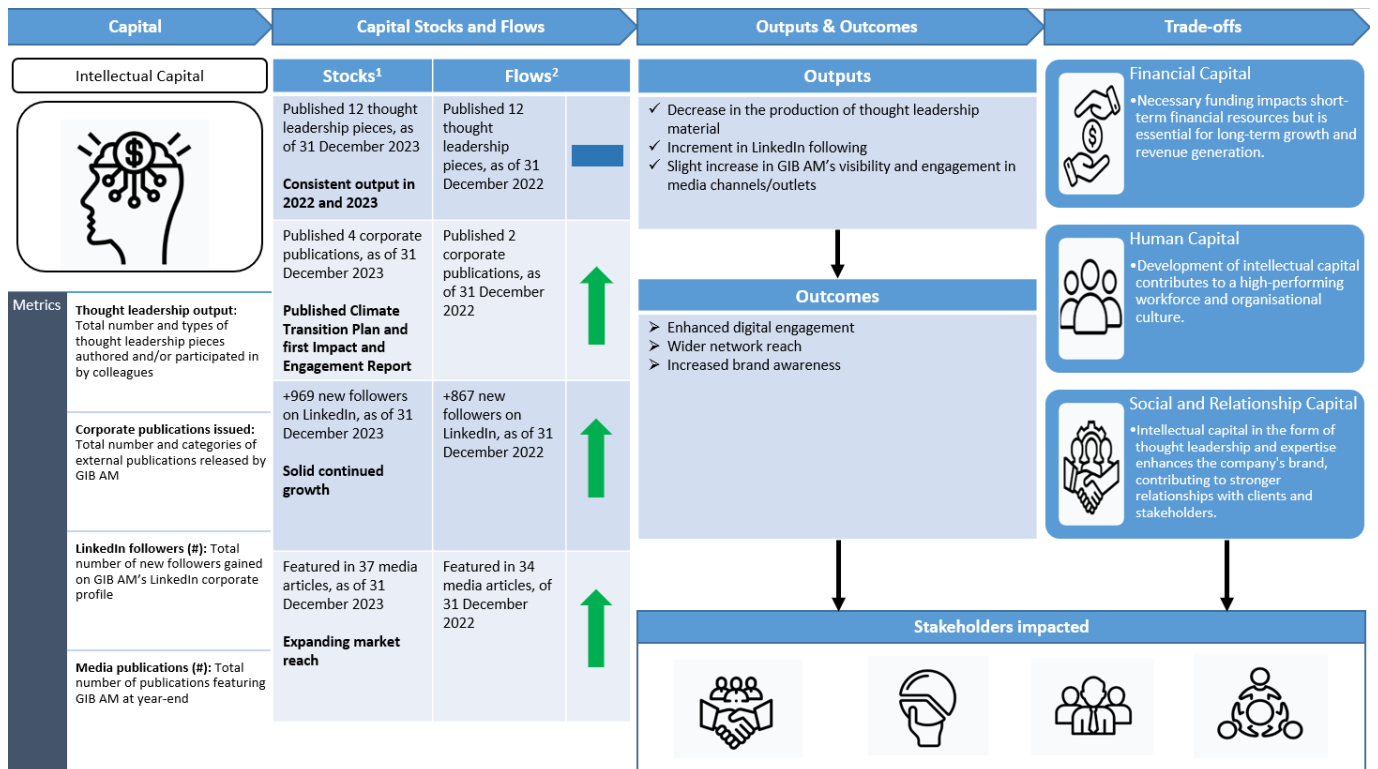 Capital
Capital Stocks and Flows
Outputs & Outcomes
Trade-offs
Intellectual Capital
Metrics
Thought leadership output:
Total number and types of
thought leadership pieces
authored and/or participated in
by colleagues
Corporate publications issued:
Total number and categories of
external publications released by
GIB AM
LinkedIn followers (#): Total
number of new followers gained
on GIB AM’s LinkedIn corporate
profile
Media publications (#): Total
number of publications featuring
GIB AM at year-end
Stocks¹
Flows²
Published 12 thought
leadership pieces, as
of 31 December 2023
Consistent output in
2022 and 2023
Published 12
thought
leadership
pieces, as of 31
December 2022
Published 4 corporate
publications, as of 31
December 2023
Published Climate
Transition Plan and
first Impact and
Engagement Report
Published 2
corporate
publications, as
of 31 December
2022
+969 new followers
on LinkedIn, as of 31
December 2023
Solid continued
growth
+867 new
followers on
LinkedIn, as of 31
December 2022
Featured in 37 media
articles, as of 31
December 2023
Expanding market
reach
Featured in 34
media articles, of
31 December
2022
Outputs
✓ Decrease in the production of thought leadership
material
✓ Increment in LinkedIn following
✓ Slight increase in GIB AM’s visibility and engagement in
media channels/outlets
Outcomes
➢ Enhanced digital engagement
➢ Wider network reach
➢ Increased brand awareness
Financial Capital
•Necessary funding impacts short-
term financial resources but is
essential for long-term growth and
revenue generation.
Human Capital
•Development of intellectual capital
contributes to a high-performing
workforce and organisational
culture.
Social and Relationship Capital
•Intellectual capital in the form of
thought leadership and expertise
enhances the company's brand,
contributing to stronger
relationships with clients and
stakeholders.
Stakeholders impacted